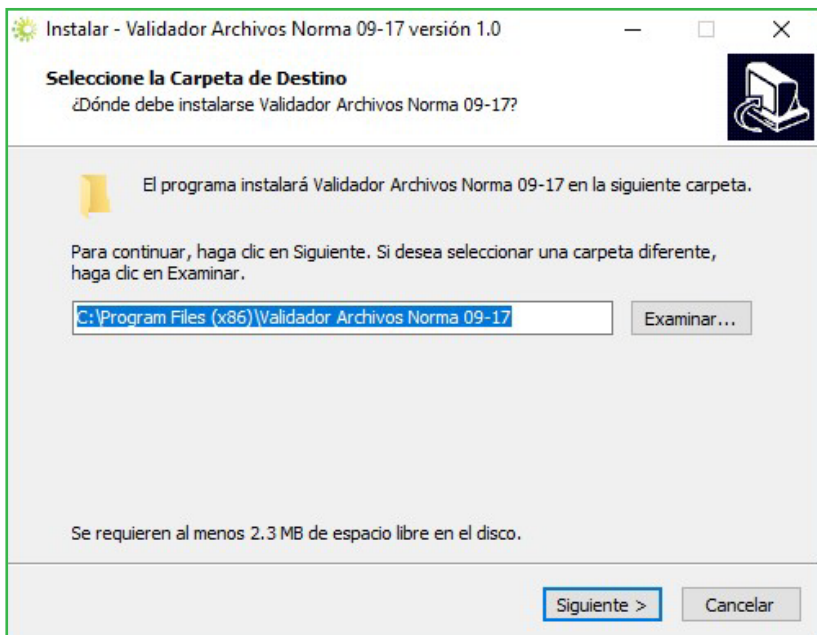 Instalar - Validador Archivos Norma 09-17 versión 1.0
Seleccione la Carpeta de Destino
¿Dónde debe instalarse Validador Archivos Norma 09-17?
El programa instalará Validador Archivos Norma 09-17 en la siguiente carpeta.
Para continuar, haga clic en Siguiente. Si desea seleccionar una carpeta diferente,
haga clic en Examinar.
C:\Program Files (x86)\Validador Archivos Norma 09-17
Examinar...
Se requieren al menos 2.3 MB de espacio libre en el disco.
Siguiente >
Cancelar